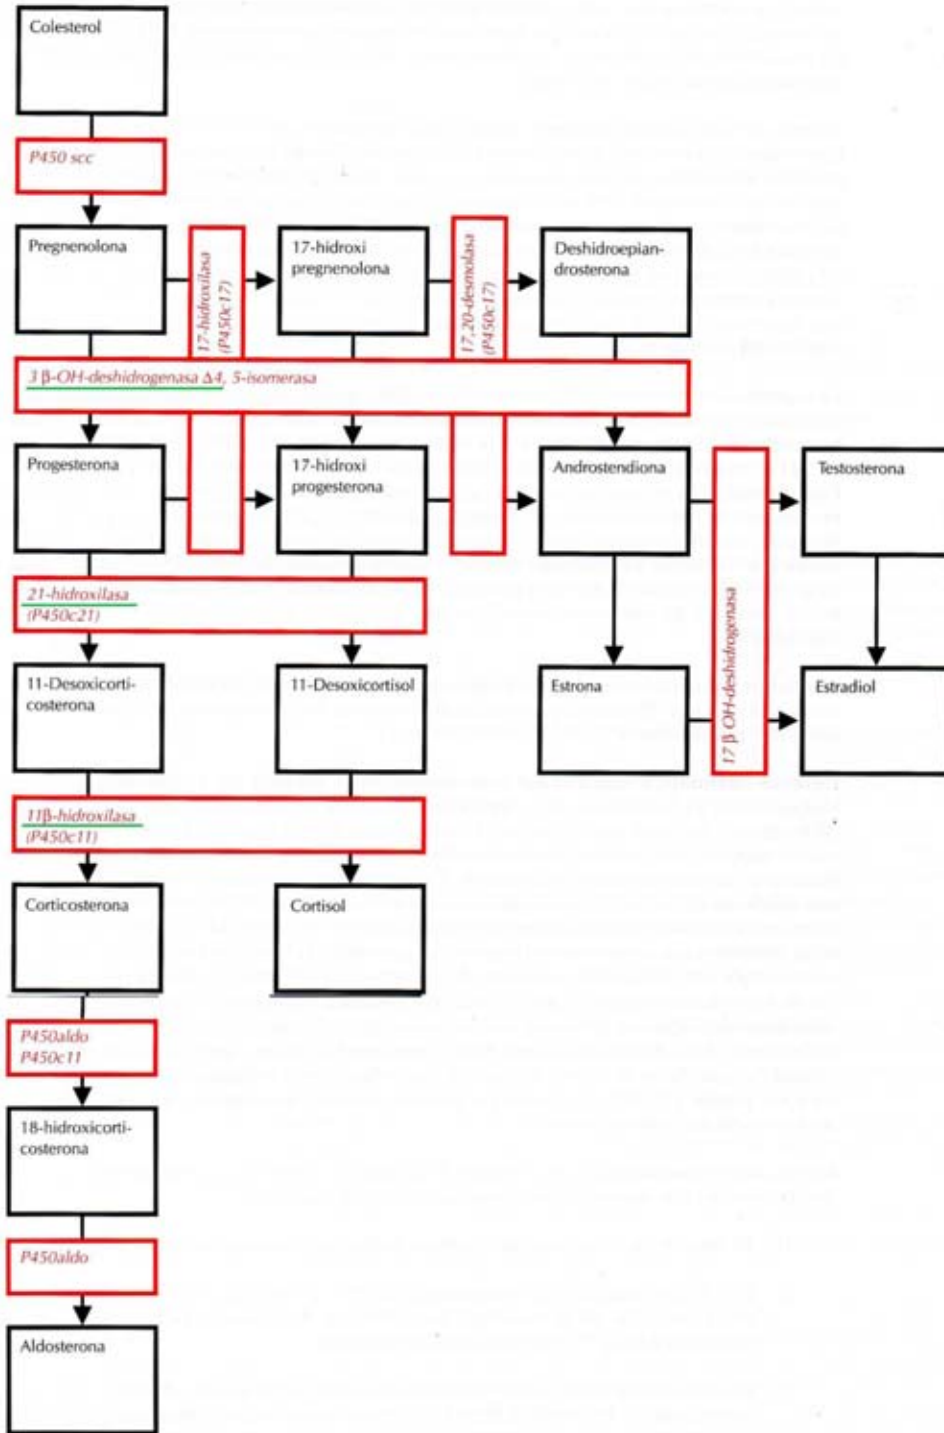 Colesterol
P450 scc
Pregnenolona
17-hidroxilasa
(P450c17)
17-hidroxi
pregnenolona
17,20-desmolasa
(P450c17)
Deshidroepian-
drosterona
3 β-OH-deshidrogenasa Δ4, 5-isomerasa
Progesterona
17-hidroxi
progesterona
Androstendiona
17 β OH-deshidrogenasa
Testosterona
21-hidroxilasa
(P450c21)
11-Desoxicorti-
costerona
11-Desoxicortisol
Estrona
Estradiol
11β-hidroxilasa
(P450c11)
Corticosterona
Cortisol
P450aldo
P450c11
18-hidroxicorti-
costerona
P450aldo
Aldosterona